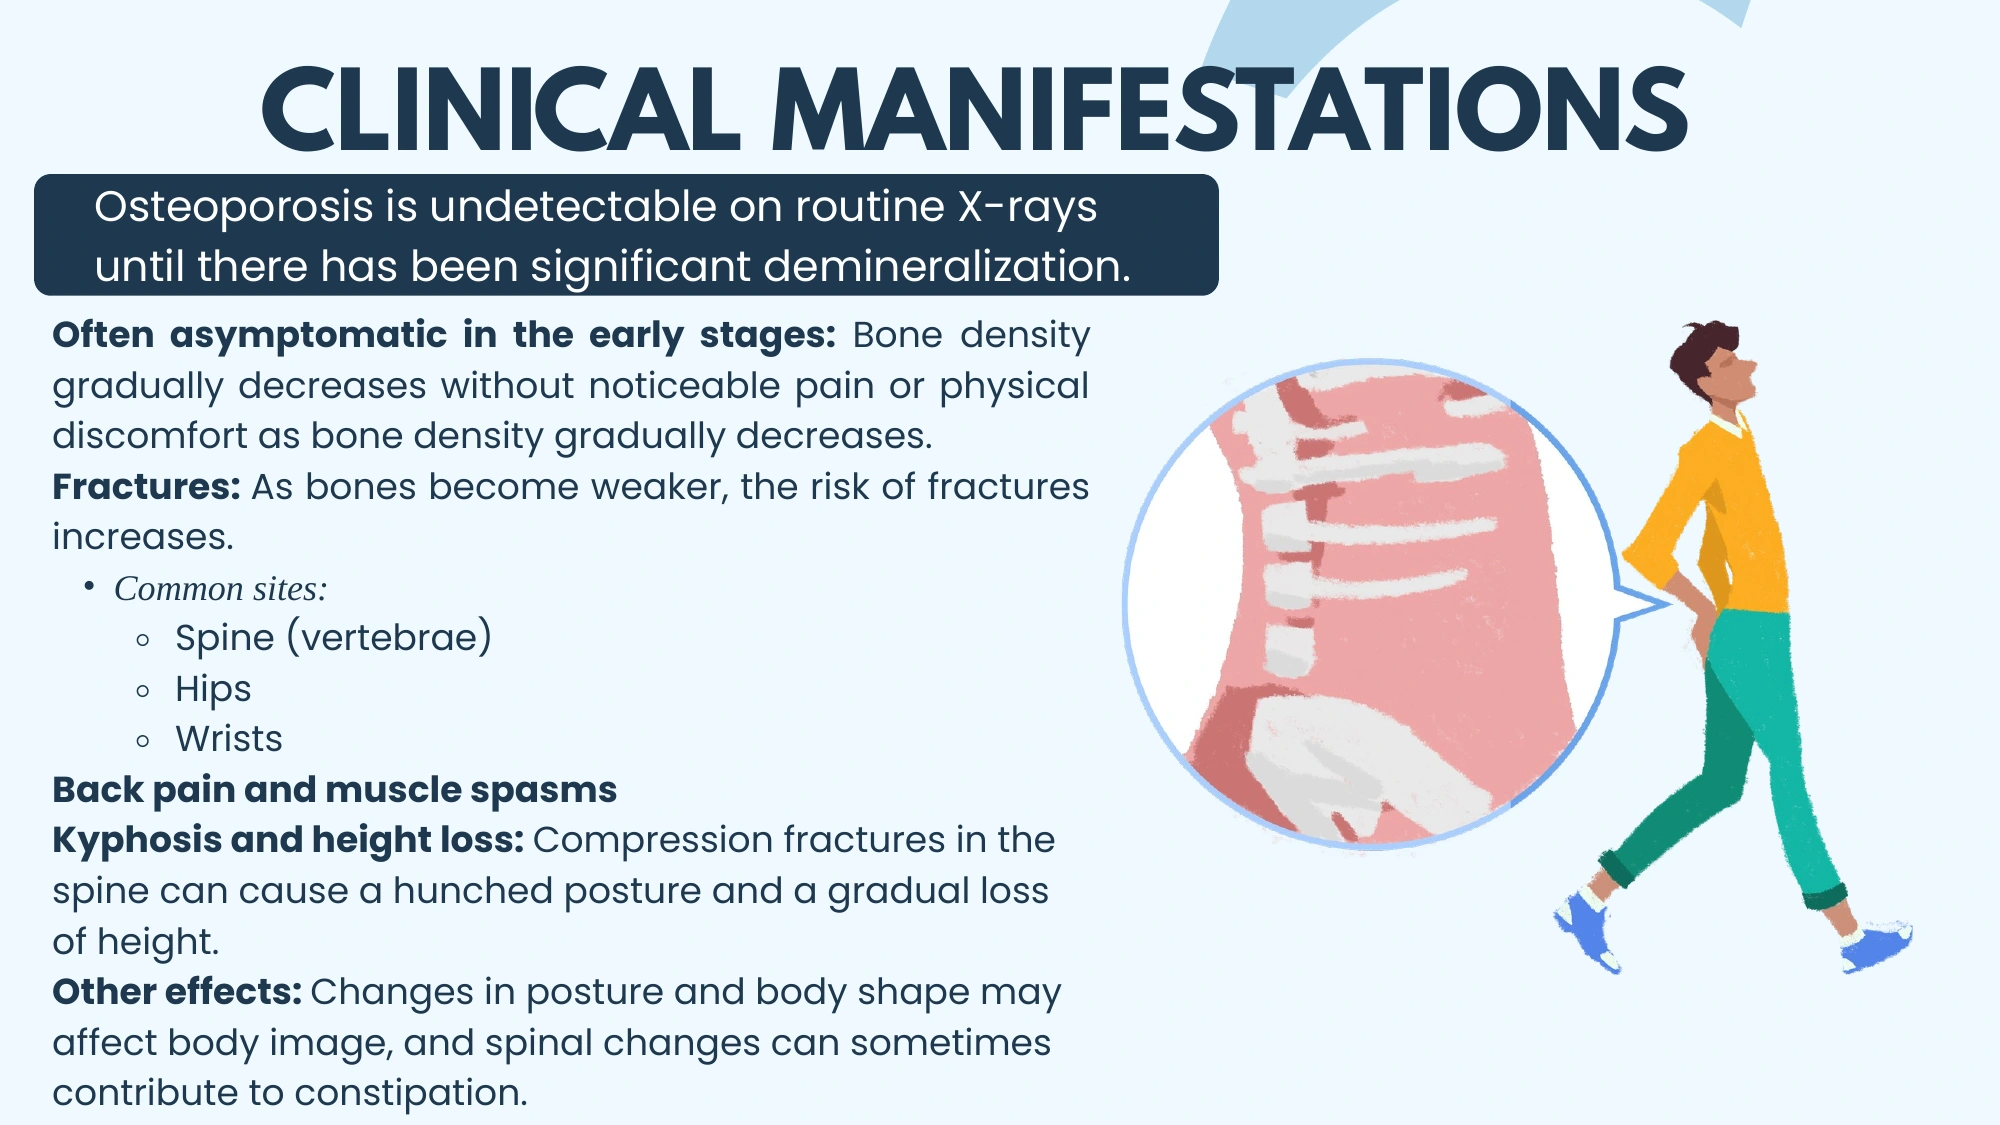 CLINICAL MANIFESTATIONS
Osteoporosis is undetectable on routine X-rays
until there has been significant demineralization.
Often asymptomatic in the early stages: Bone density
gradually decreases without noticeable pain or physical
discomfort as bone density gradually decreases.
Fractures: As bones become weaker, the risk of fractures
increases.
• Common sites:
◦ Spine (vertebrae)
◦ Hips
◦ Wrists
Back pain and muscle spasms
Kyphosis and height loss: Compression fractures in the
spine can cause a hunched posture and a gradual loss
of height.
Other effects: Changes in posture and body shape may
affect body image, and spinal changes can sometimes
contribute to constipation.